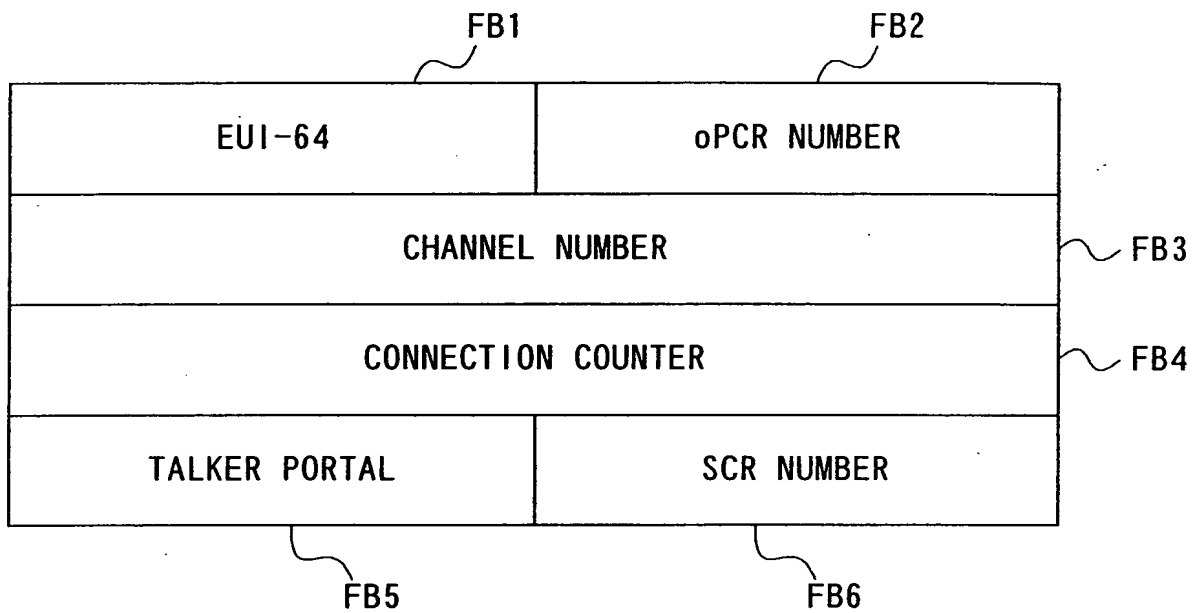 FB1 FB2
EUI-64 oPCR NUMBER
CHANNEL NUMBER FB3
CONNECTION COUNTER FB4
TALKER PORTAL SCR NUMBER
FB5 FB6